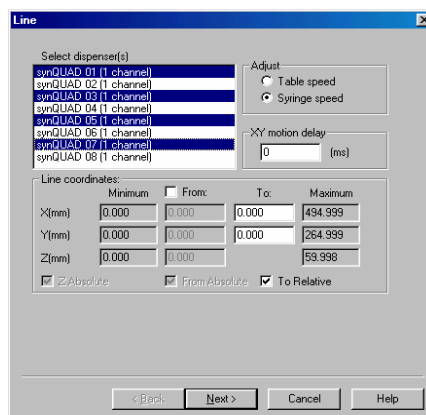 Line
Select dispenser(s)
synQUAD 01 (1 channel)
synQUAD 02 (1 channel)
synQUAD 03 (1 channel)
synQUAD 04 (1 channel)
synQUAD 05 (1 channel)
synQUAD 06 (1 channel)
synQUAD 07 (1 channel)
synQUAD 08 (1 channel)
Adjust
Table speed
Syringe speed
XY motion delay
0 (ms)
Line coordinates:
Minimum From: To: Maximum
X(mm) 0.000 0.000 0.000 494.999
Y(mm) 0.000 0.000 0.000 264.999
Z(mm) 0.000 0.000 59.998
Z Absolute From Absolute To Relative
< Back Next > Cancel Help